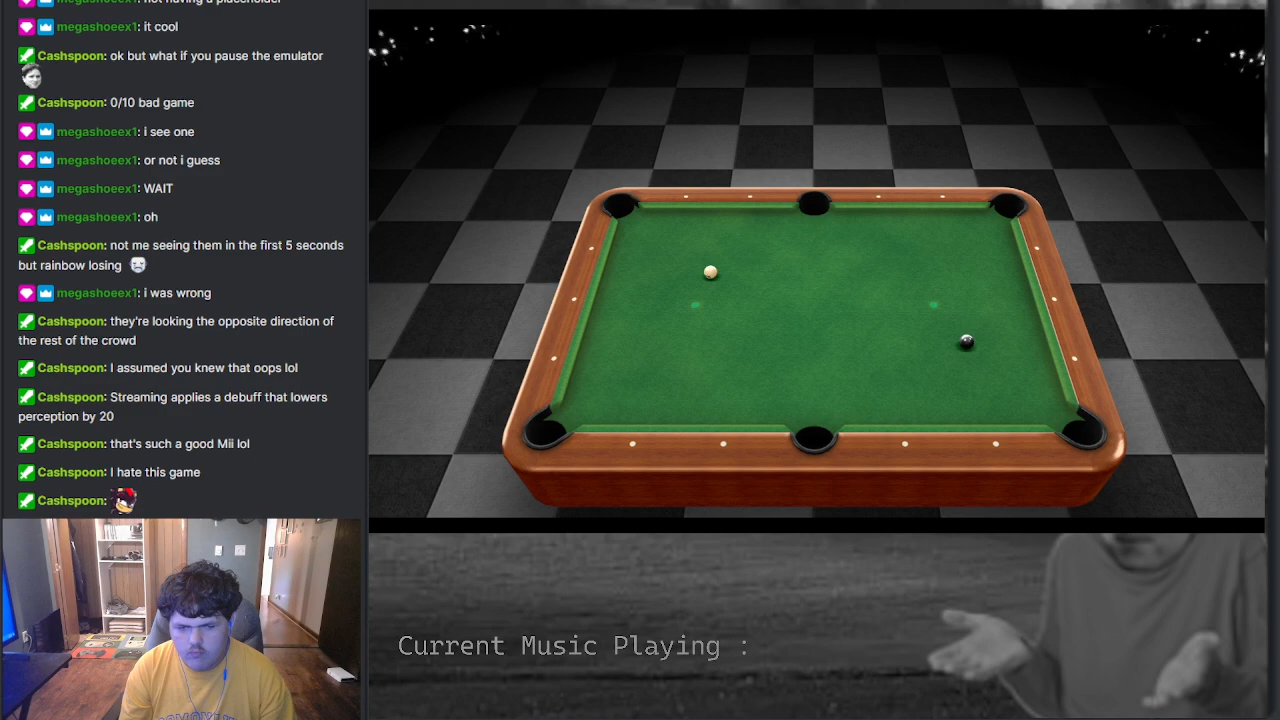 megashoeex1: not having a placeholder
megashoeex1: it cool
Cashspoon: ok but what if you pause the emulator
Cashspoon: 0/10 bad game
megashoeex1: i see one
megashoeex1: or not i guess
megashoeex1: WAIT
megashoeex1: oh
Cashspoon: not me seeing them in the first 5 seconds
but rainbow losing
megashoeex1: i was wrong
Cashspoon: they're looking the opposite direction of
the rest of the crowd
Cashspoon: I assumed you knew that oops lol
Cashspoon: Streaming applies a debuff that lowers
perception by 20
Cashspoon: that's such a good Mii lol
Cashspoon: I hate this game
Cashspoon:
Current Music Playing :